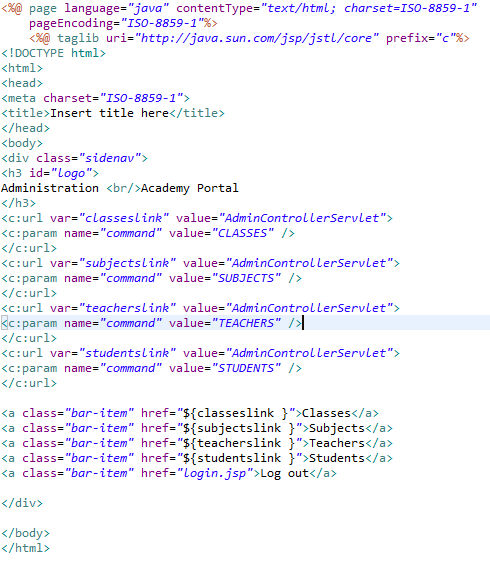 <%@ page language="java" contentType="text/html; charset=ISO-8859-1"
    pageEncoding="ISO-8859-1"%>
    <%@ taglib uri="http://java.sun.com/jsp/jstl/core" prefix="c"%>
<!DOCTYPE html>
<html>
<head>
<meta charset="ISO-8859-1">
<title>Insert title here</title>
</head>
<body>
<div class="sidenav">
<h3 id="logo">
Administration <br/>Academy Portal
</h3>
<c:url var="classeslink" value="AdminControllerServlet">
<c:param name="command" value="CLASSES" />
</c:url>
<c:url var="subjectslink" value="AdminControllerServlet">
<c:param name="command" value="SUBJECTS" />
</c:url>
<c:url var="teacherslink" value="AdminControllerServlet">
<c:param name="command" value="TEACHERS" />
</c:url>
<c:url var="studentslink" value="AdminControllerServlet">
<c:param name="command" value="STUDENTS" />
</c:url>

<a class="bar-item" href="${classeslink }">Classes</a>
<a class="bar-item" href="${subjectslink }">Subjects</a>
<a class="bar-item" href="${teacherslink }">Teachers</a>
<a class="bar-item" href="${studentslink }">Students</a>
<a class="bar-item" href="login.jsp">Log out</a>

</div>

</body>
</html>